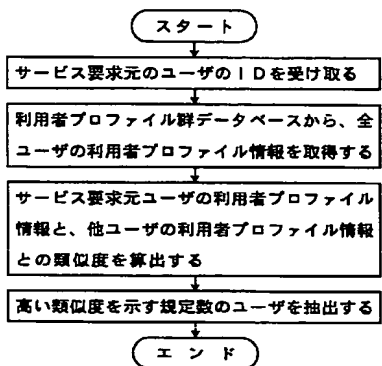 スタート
サービス要求元のユーザのIDを受け取る
利用者プロファイル群データベースから、全
ユーザの利用者プロファイル情報を取得する
サービス要求元ユーザの利用者プロファイル
情報と、他ユーザの利用者プロファイル情報
との類似度を算出する
高い類似度を示す規定数のユーザを抽出する
エンド